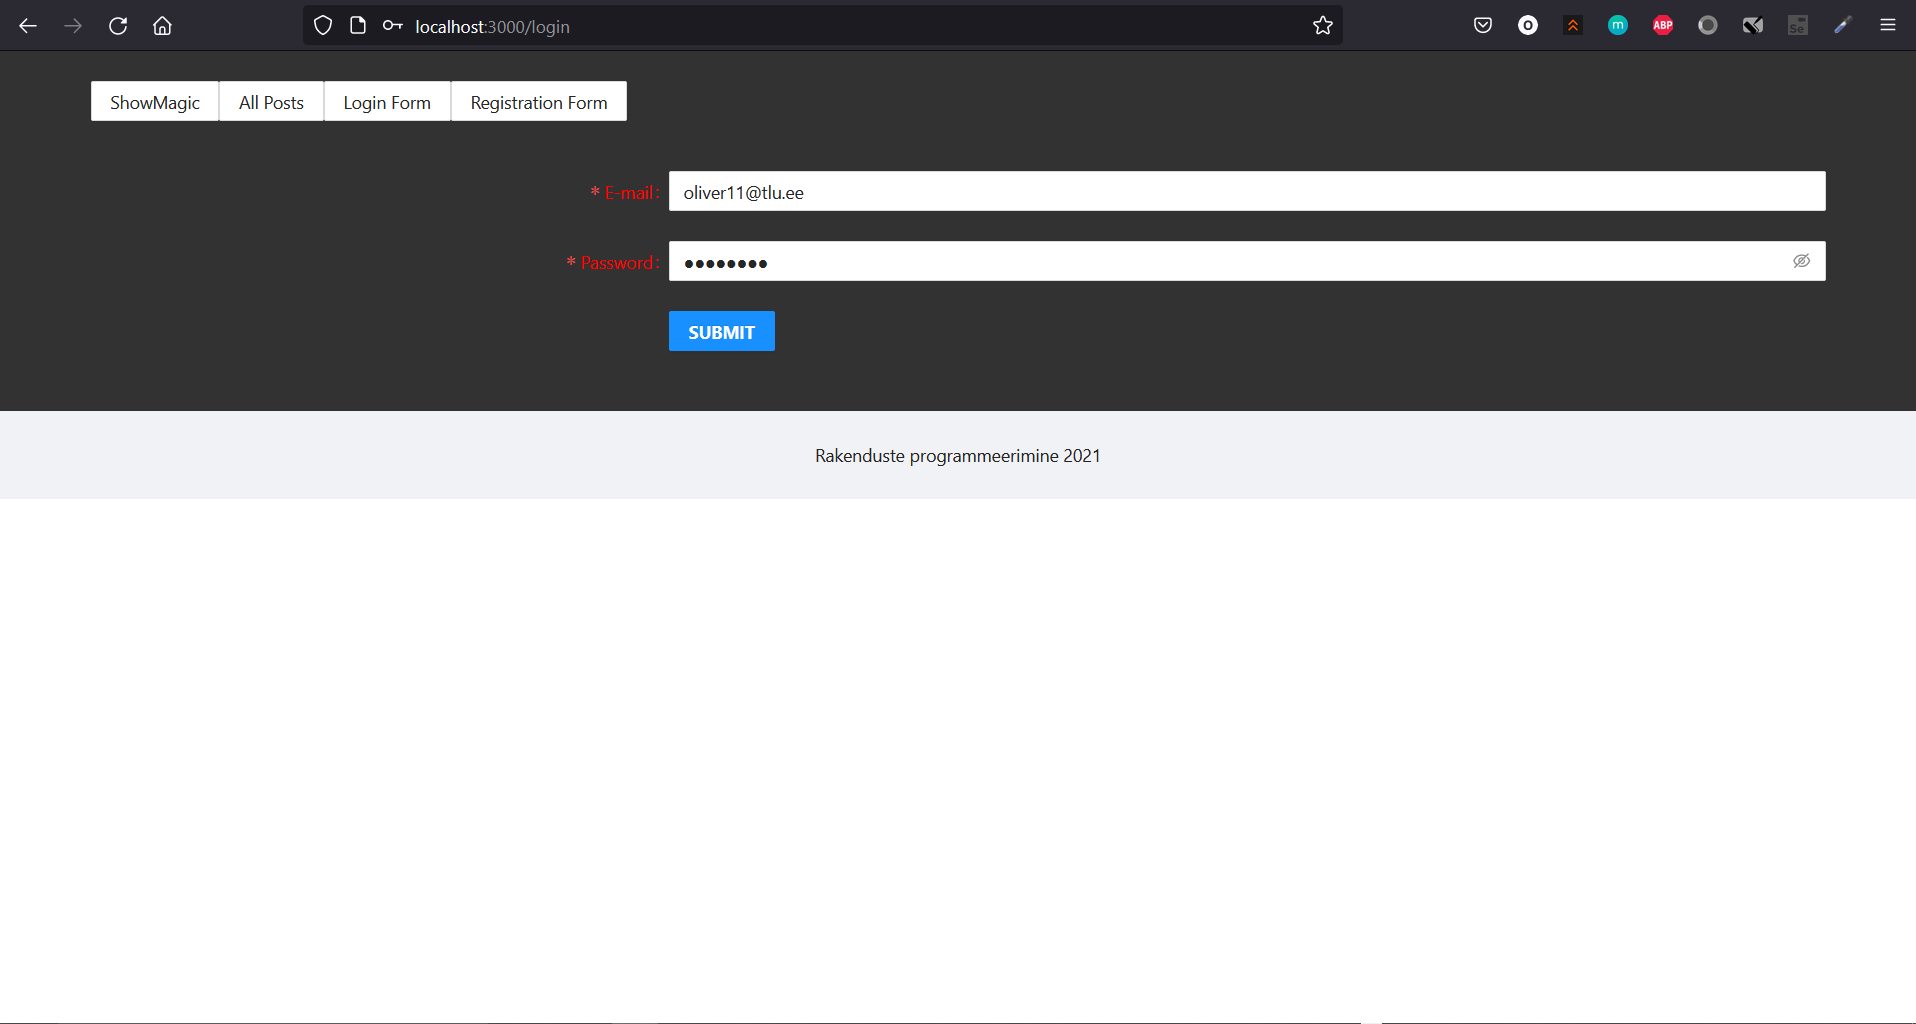 localhost:3000/login
O
m
ABP
Se
ShowMagic
All Posts
Login Form
Registration Form
* E-mail:
oliver11@tlu.ee
* Password:
●●●●●●●●
SUBMIT
Rakenduste programmeerimine 2021